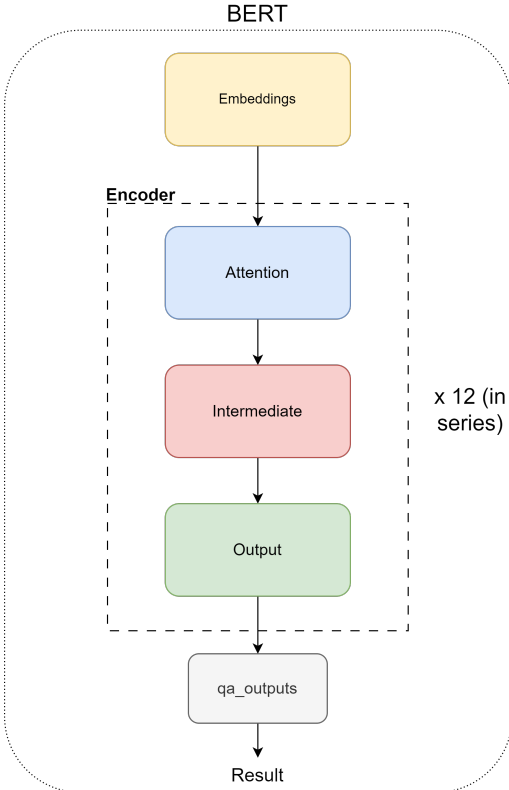 BERT
Embeddings
Encoder
Attention
Intermediate
x 12 (in
series)
Output
qa_outputs
Result